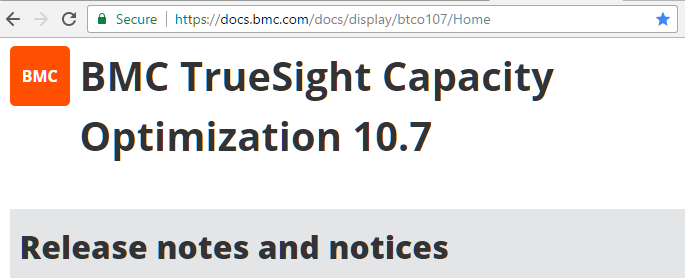 Secure https://docs.bmc.com/docs/display/btco107/Home
BMC
BMC TrueSight Capacity
Optimization 10.7
Release notes and notices